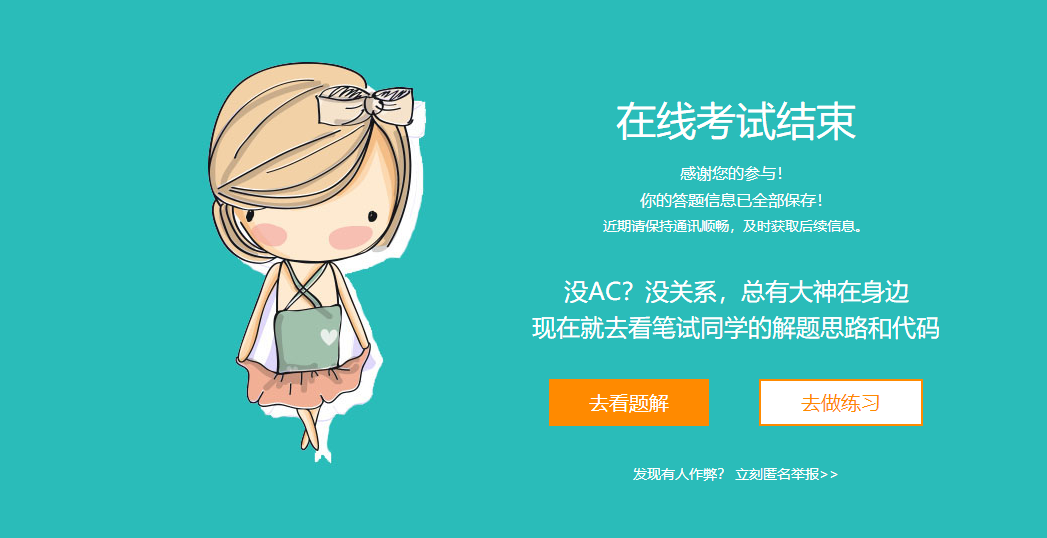 在线考试结束
感谢您的参与！
你的答题信息已全部保存！
近期请保持通讯顺畅，及时获取后续信息。
没AC？没关系，总有大神在身边
现在就去看笔试同学的解题思路和代码
去看题解
去做练习
发现有人作弊？ 立刻匿名举报>>